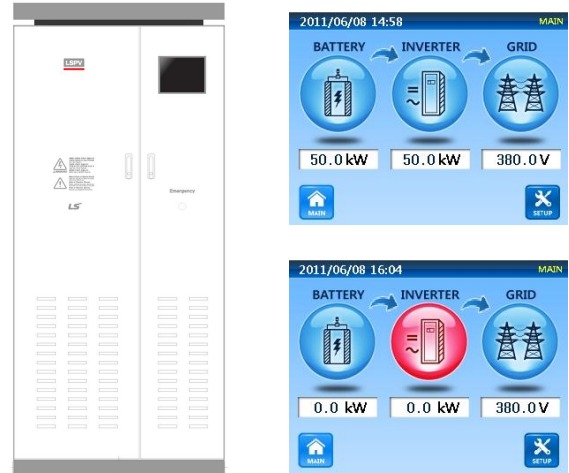 LSPV
Emergency
LS
2011/06/08 14:58 MAIN
BATTERY INVERTER GRID
50.0 kW 50.0 kW 380.0 V
MAIN SETUP
2011/06/08 16:04 MAIN
BATTERY INVERTER GRID
0.0 kW 0.0 kW 380.0 V
MAIN SETUP